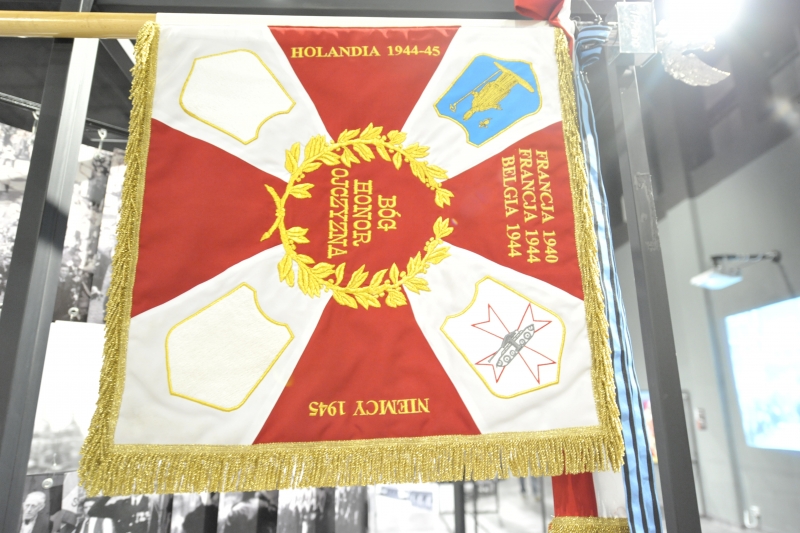 HOLANDIA 1944-45
BÓG
HONOR
OJCZYZNA
FRANCJA 1940
FRANCJA 1944
BELGIA 1944
NIEMCY 1945